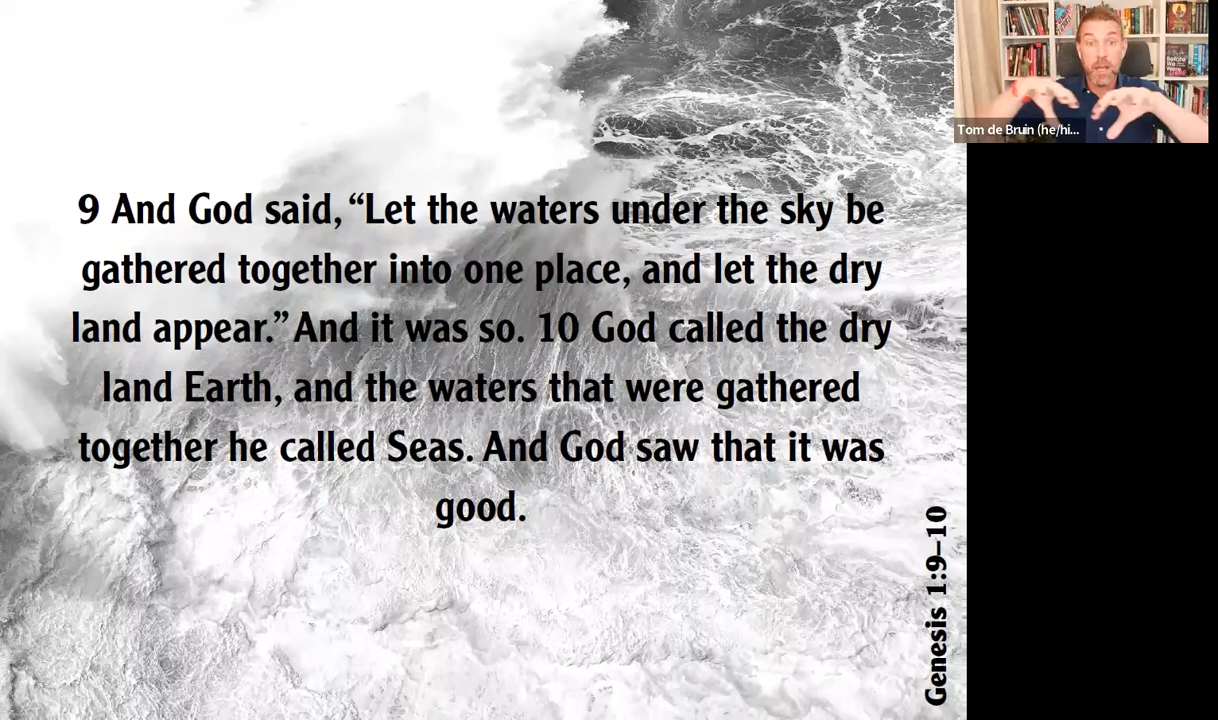 Tom de Bruin (he/hi...
9 And God said, “Let the waters under the sky be
gathered together into one place, and let the dry
land appear.” And it was so. 10 God called the dry
land Earth, and the waters that were gathered
together he called Seas. And God saw that it was
good.
Genesis 1:9–10